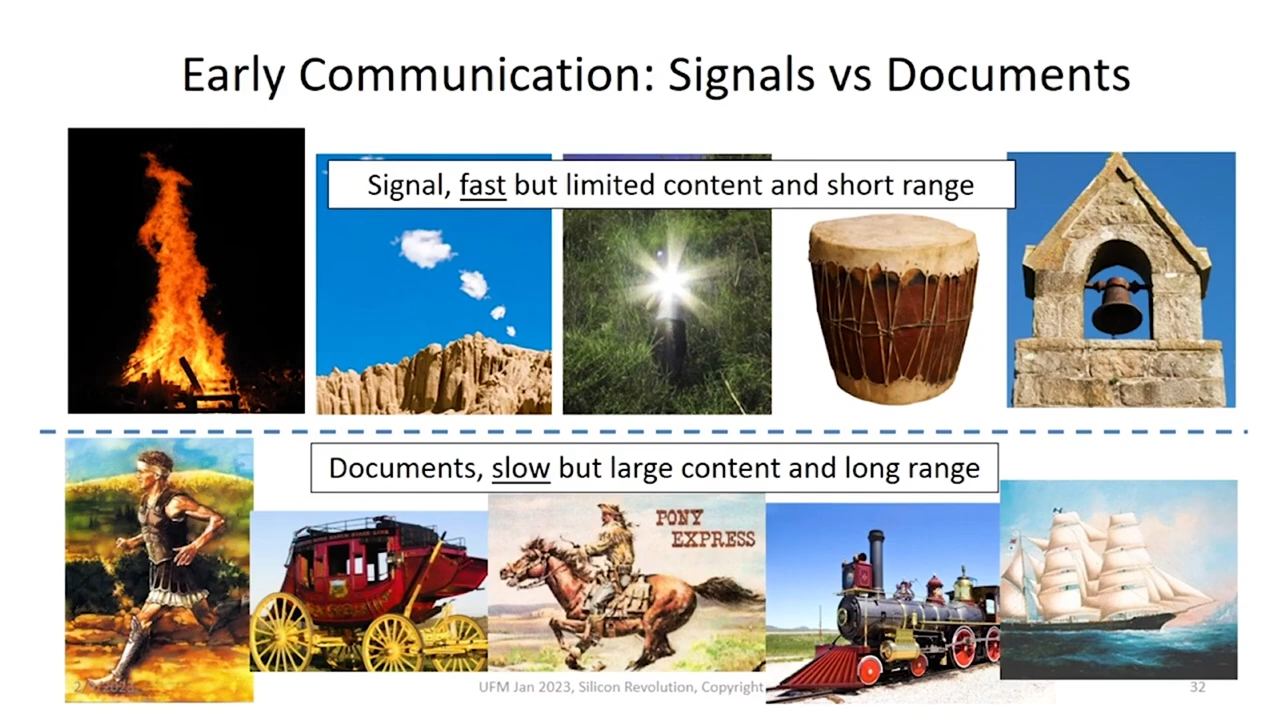 Early Communication: Signals vs Documents
Signal, fast but limited content and short range
Documents, slow but large content and long range
PONY
EXPRESS
UFM Jan 2023, Silicon Revolution, Copyright
32